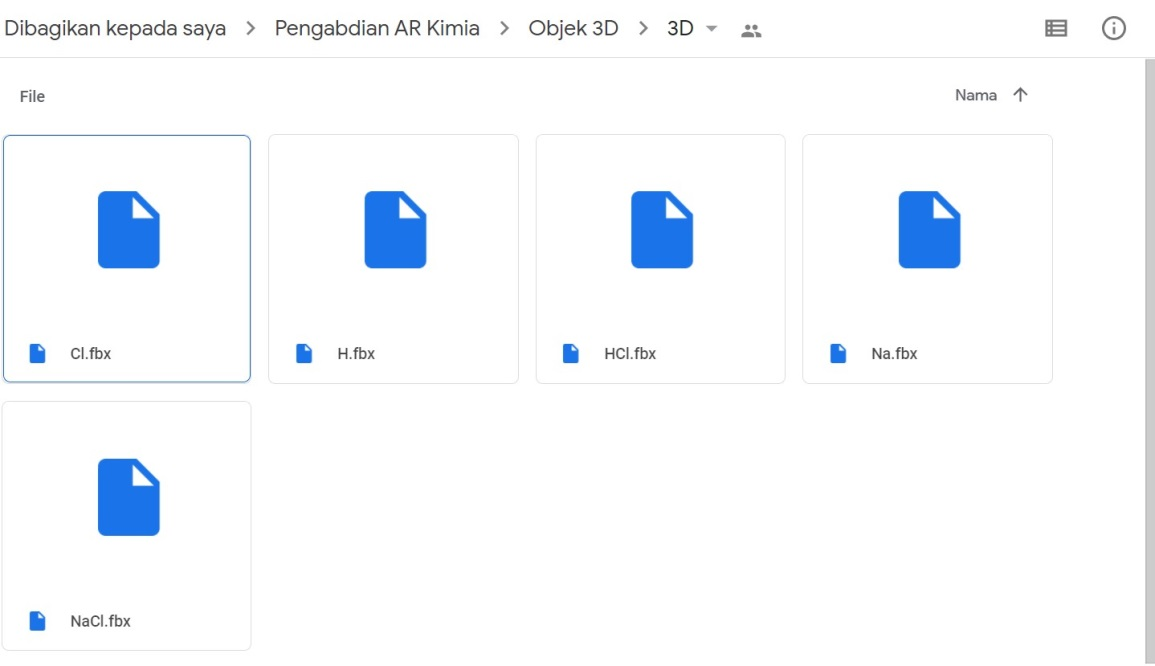 Dibagikan kepada saya > Pengabdian AR Kimia > Objek 3D > 3D
File Nama
Cl.fbx H.fbx HCl.fbx Na.fbx
NaCl.fbx